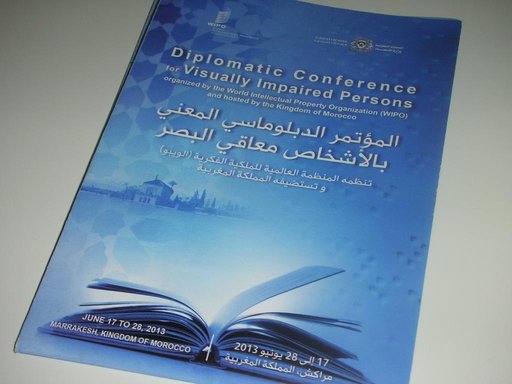 WIPO
Diplomatic Conference
for Visually Impaired Persons
organized by the World Intellectual Property Organization (WIPO)
and hosted by the Kingdom of Morocco
المؤتمر الدبلوماسي المعني
بالأشخاص معاقي البصر
تنظمه المنظمة العالمية للملكية الفكرية (الويبو)
و تستضيفه المملكة المغربية
JUNE 17 TO 28, 2013
MARRAKESH, KINGDOM OF MOROCCO
17 إلى 28 يونيو 2013
مراكش، المملكة المغربية